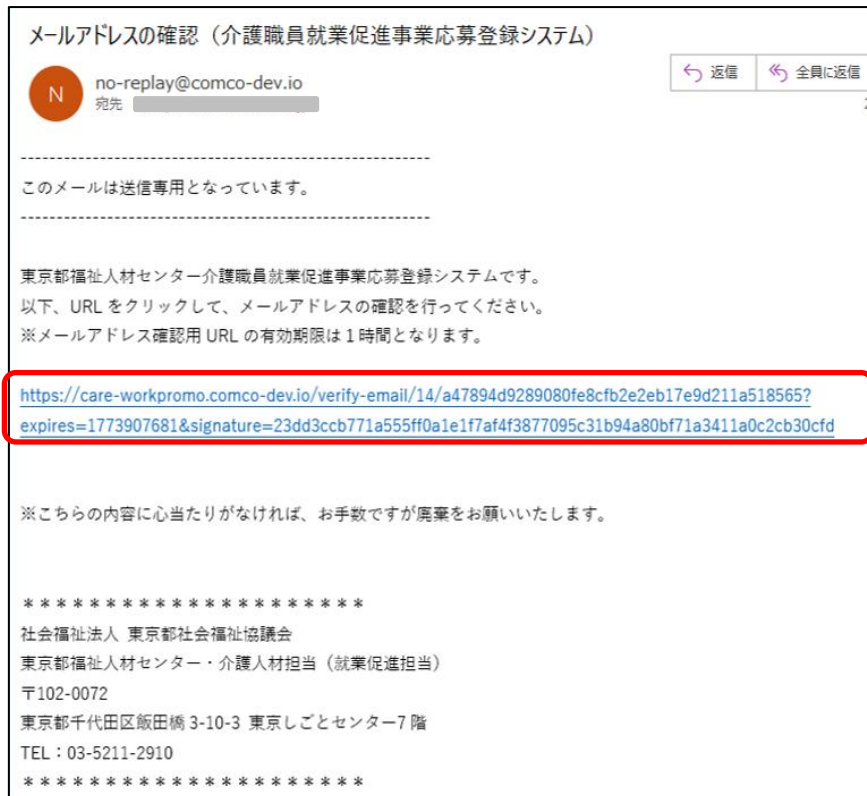 メールアドレスの確認（介護職員就業促進事業応募登録システム）
返信
全員に返信
N
no-replay@comco-dev.io
宛先
---------------------------------------------------------
このメールは送信専用となっています。
---------------------------------------------------------
東京都福祉人材センター介護職員就業促進事業応募登録システムです。
以下、URL をクリックして、メールアドレスの確認を行ってください。
※メールアドレス確認用 URL の有効期限は 1 時間となります。
https://care-workpromo.comco-dev.io/verify-email/14/a47894d9289080fe8cfb2e2eb17e9d211a518565?
expires=1773907681&signature=23dd3ccb771a555ff0a1e1f7af4f3877095c31b94a80bf71a3411a0c2cb30cfd
※こちらの内容に心当たりがなければ、お手数ですが廃棄をお願いいたします。
＊＊＊＊＊＊＊＊＊＊＊＊＊＊＊＊＊＊＊＊＊
社会福祉法人 東京都社会福祉協議会
東京都福祉人材センター・介護人材担当（就業促進担当）
〒102-0072
東京都千代田区飯田橋 3-10-3 東京しごとセンター7 階
TEL：03-5211-2910
＊＊＊＊＊＊＊＊＊＊＊＊＊＊＊＊＊＊＊＊＊